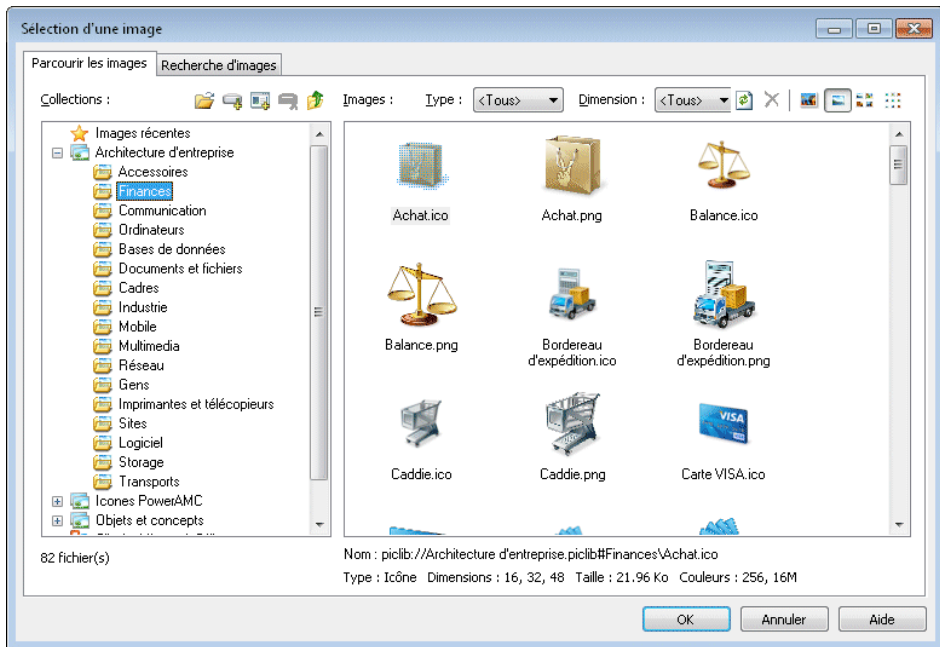 Sélection d'une image
Parcourir les images
Recherche d'images
Collections :
Images :
Type :
<Tous>
Dimension :
<Tous>
Images récentes
Architecture d'entreprise
Accessoires
Finances
Communication
Ordinateurs
Bases de données
Documents et fichiers
Cadres
Industrie
Mobile
Multimedia
Réseau
Gens
Imprimantes et télécopieurs
Sites
Logiciel
Storage
Transports
Icones PowerAMC
Objets et concepts
Achat.ico
Achat.png
Balance.ico
Balance.png
Bordereau
d'expédition.ico
Bordereau
d'expédition.png
Caddie.ico
Caddie.png
VISA
Carte VISA.ico
82 fichier(s)
Nom : piclib://Architecture d'entreprise.piclib#Finances\Achat.ico
Type : Icône Dimensions : 16, 32, 48 Taille : 21.96 Ko Couleurs : 256, 16M
OK
Annuler
Aide